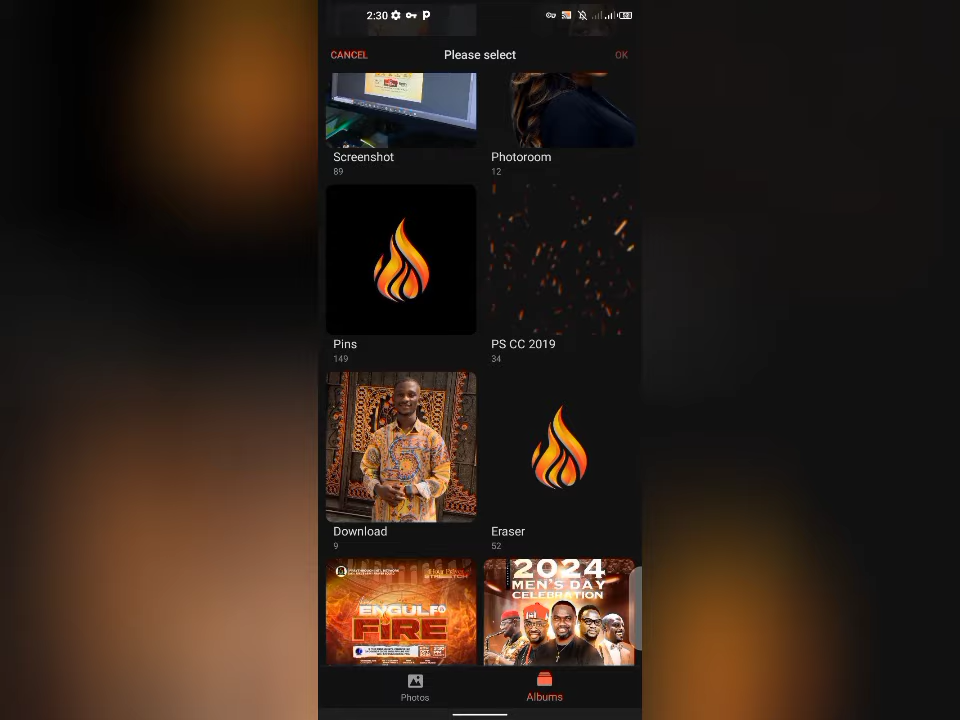 2:30
CANCEL Please select OK
Screenshot
89
Photoroom
12
Pins
149
PS CC 2019
34
Download
9
Eraser
52
ENGULF
FIRE
2024
MEN'S DAY
CELEBRATION
Photos
Albums